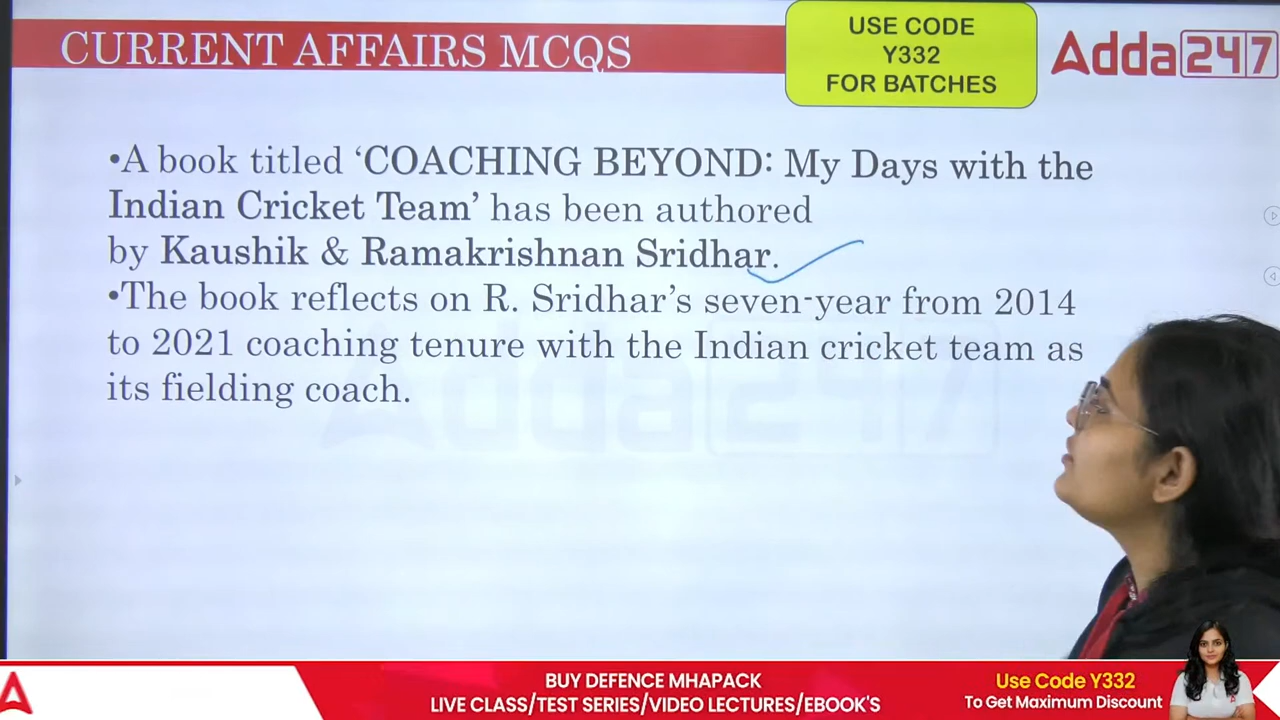 CURRENT AFFAIRS MCQS
USE CODE
Y332
FOR BATCHES
Adda247
•A book titled ‘COACHING BEYOND: My Days with the
Indian Cricket Team’ has been authored
by Kaushik & Ramakrishnan Sridhar.
•The book reflects on R. Sridhar’s seven-year from 2014
to 2021 coaching tenure with the Indian cricket team as
its fielding coach.
Adda247
BUY DEFENCE MHAPACK
LIVE CLASS/TEST SERIES/VIDEO LECTURES/EBOOK'S
Use Code Y332
To Get Maximum Discount